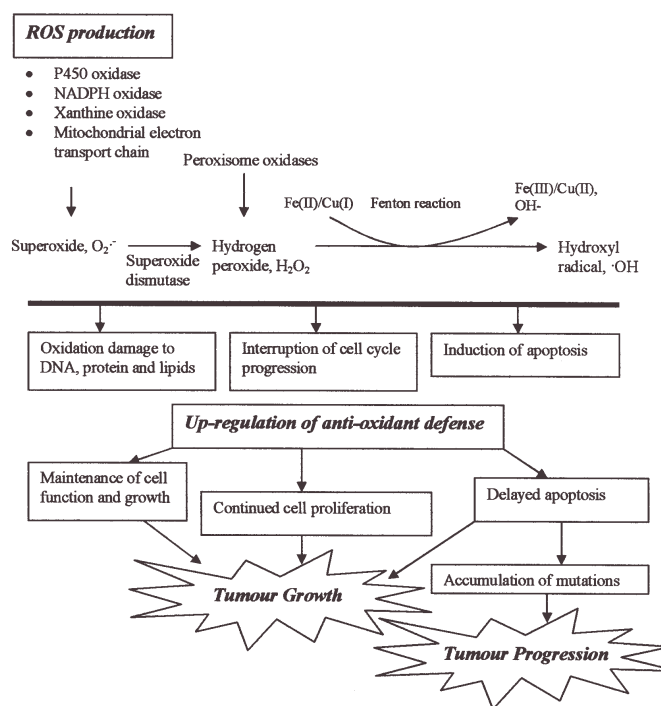 ROS production
• P450 oxidase
• NADPH oxidase
• Xanthine oxidase
• Mitochondrial electron
transport chain
Peroxisome oxidases
Fe(II)/Cu(I)
Fenton reaction
Fe(III)/Cu(II),
OH-
Superoxide, O₂·⁻
Superoxide
dismutase
Hydrogen
peroxide, H₂O₂
Hydroxyl
radical, ·OH
Oxidation damage to
DNA, protein and lipids
Interruption of cell cycle
progression
Induction of apoptosis
Up-regulation of anti-oxidant defense
Maintenance of cell
function and growth
Continued cell proliferation
Delayed apoptosis
Accumulation of mutations
Tumour Growth
Tumour Progression